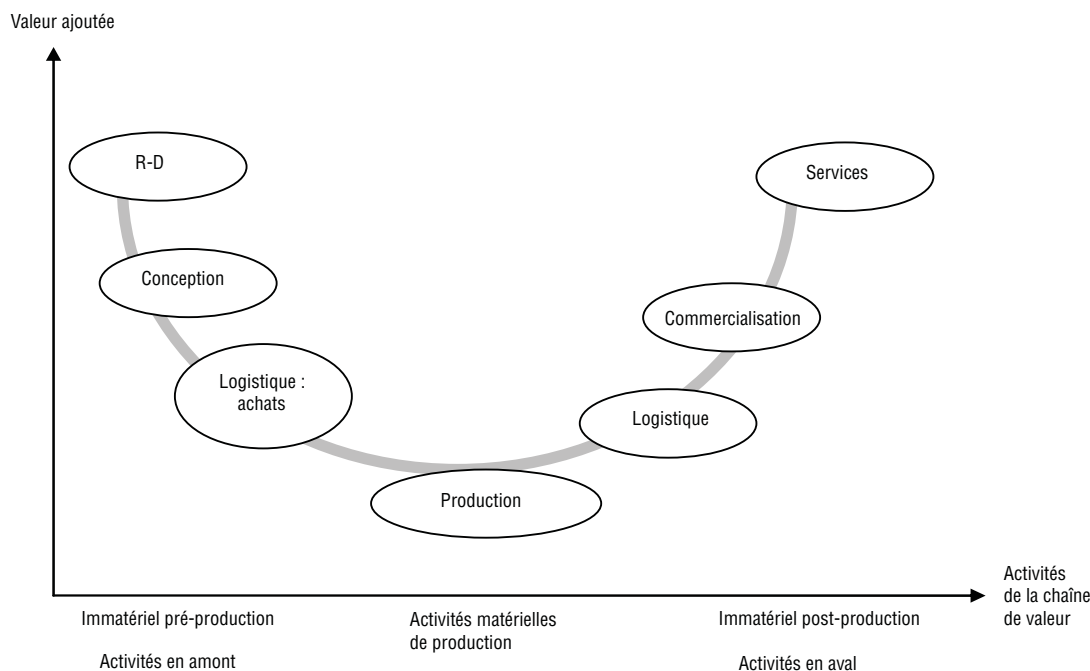 Valeur ajoutée
R-D
Services
Conception
Commercialisation
Logistique :
achats
Logistique
Production
Activités
de la chaîne
de valeur
Immatériel pré-production
Activités matérielles
de production
Immatériel post-production
Activités en amont
Activités en aval